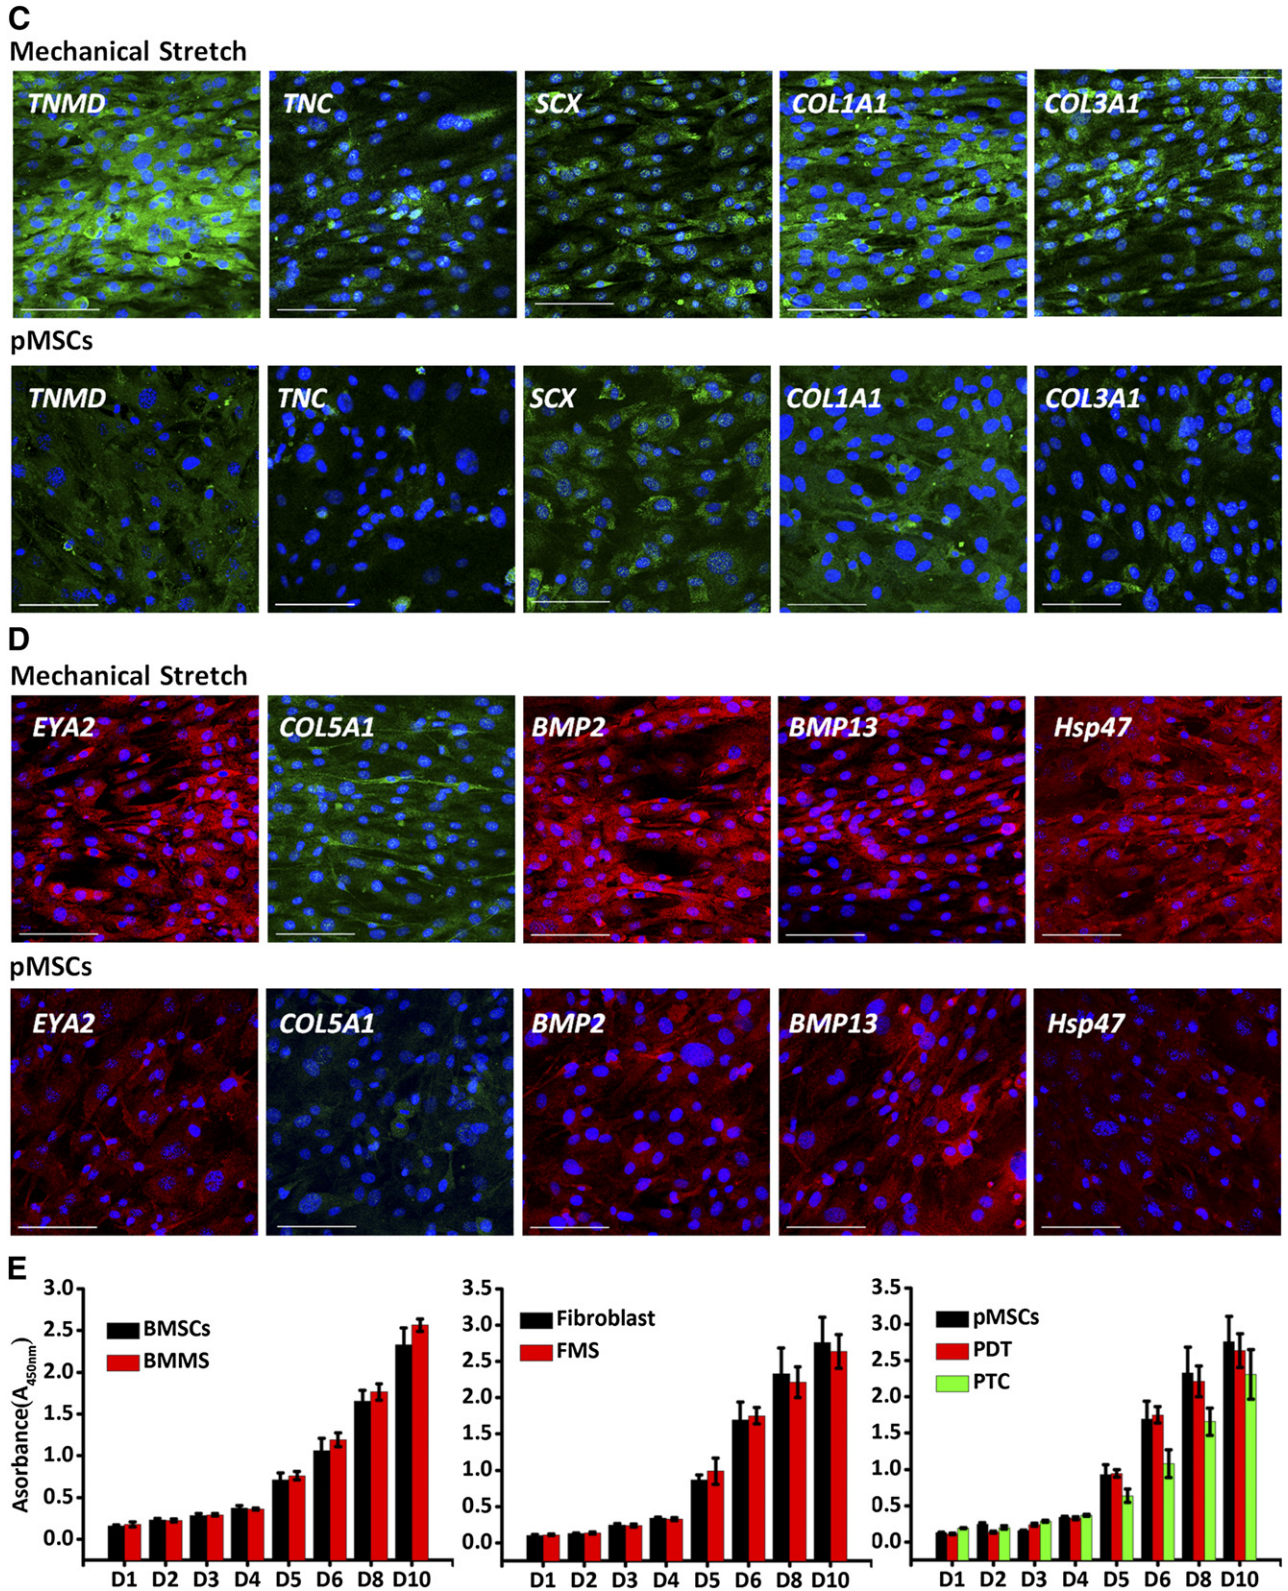 C
Mechanical Stretch
TNMD TNC SCX COL1A1 COL3A1
pMSCs
TNMD TNC SCX COL1A1 COL3A1
D
Mechanical Stretch
EYA2 COL5A1 BMP2 BMP13 Hsp47
pMSCs
EYA2 COL5A1 BMP2 BMP13 Hsp47
E
Asorbance(A450nm)
3.0
2.5
2.0
1.5
1.0
0.5
0.0
BMSCs
BMMS
D1 D2 D3 D4 D5 D6 D8 D10
3.5
3.0
2.5
2.0
1.5
1.0
0.5
0.0
Fibroblast
FMS
D1 D2 D3 D4 D5 D6 D8 D10
3.5
3.0
2.5
2.0
1.5
1.0
0.5
0.0
pMSCs
PDT
PTC
D1 D2 D3 D4 D5 D6 D8 D10